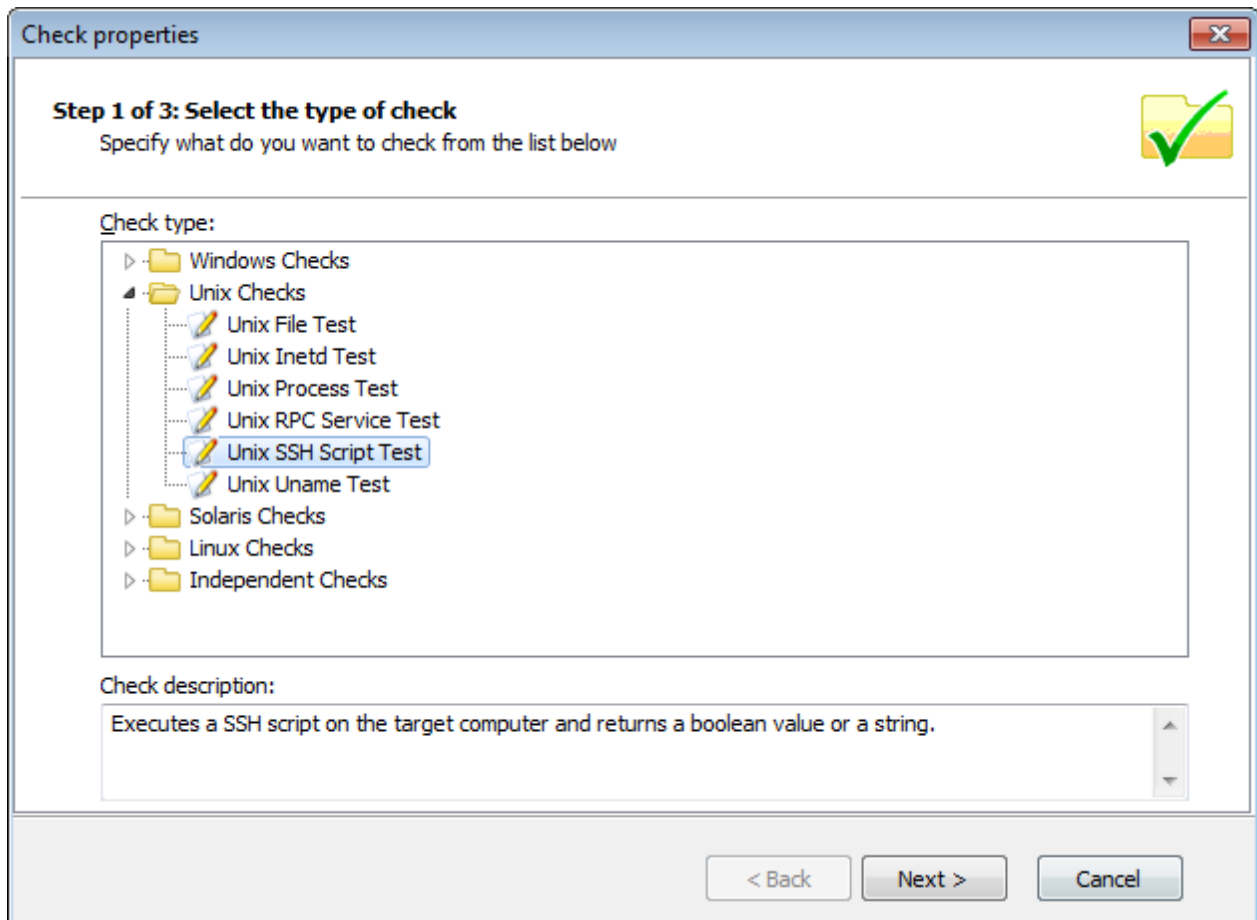 Check properties
Step 1 of 3: Select the type of check
Specify what do you want to check from the list below
Check type:
Windows Checks
Unix Checks
Unix File Test
Unix Inetd Test
Unix Process Test
Unix RPC Service Test
Unix SSH Script Test
Unix Uname Test
Solaris Checks
Linux Checks
Independent Checks
Check description:
Executes a SSH script on the target computer and returns a boolean value or a string.
< Back Next > Cancel